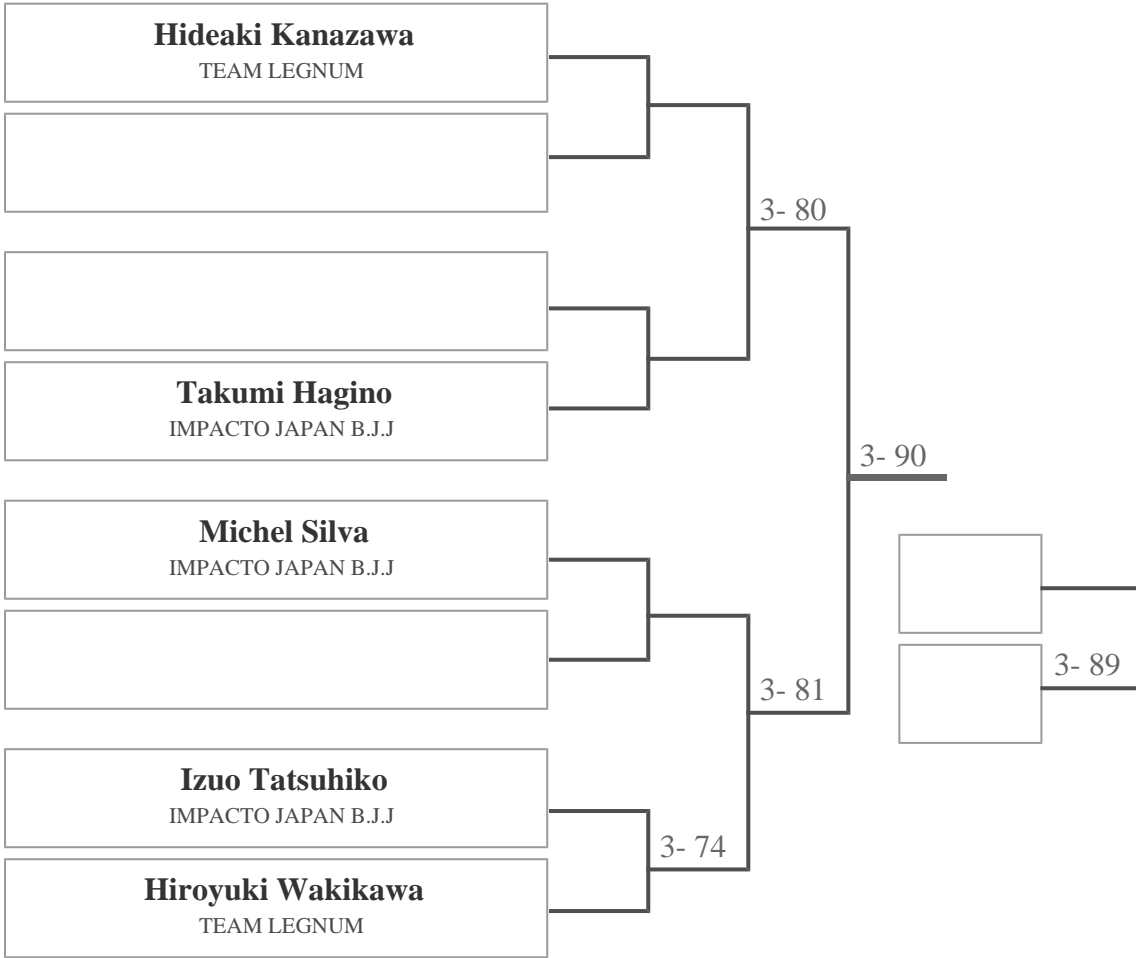 Hideaki Kanazawa
TEAM LEGNUM
3- 80
Takumi Hagino
IMPACTO JAPAN B.J.J
3- 90
Michel Silva
IMPACTO JAPAN B.J.J
3- 89
3- 81
Izuo Tatsuhiko
IMPACTO JAPAN B.J.J
3- 74
Hiroyuki Wakikawa
TEAM LEGNUM